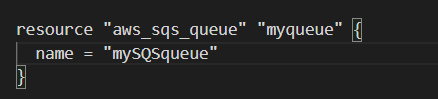 resource "aws_sqs_queue" "myqueue" {
  name = "mySQSqueue"
}